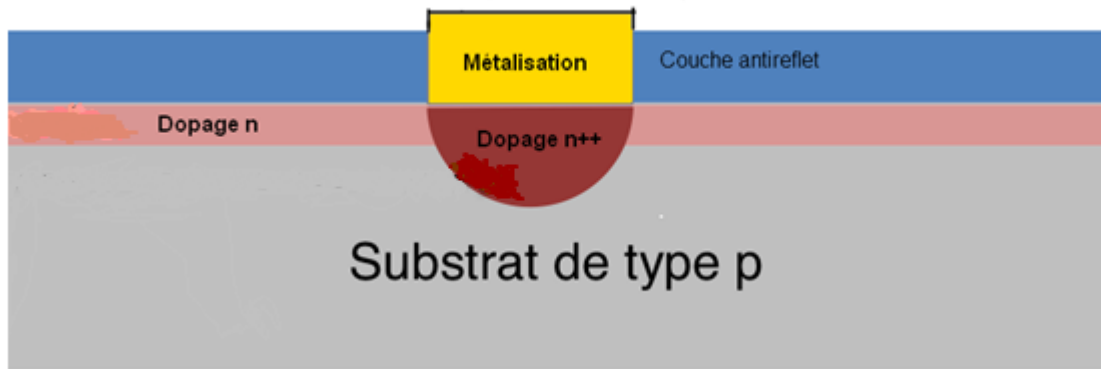 Métalisation
Couche antireflet
Dopage n
Dopage n++
Substrat de type p